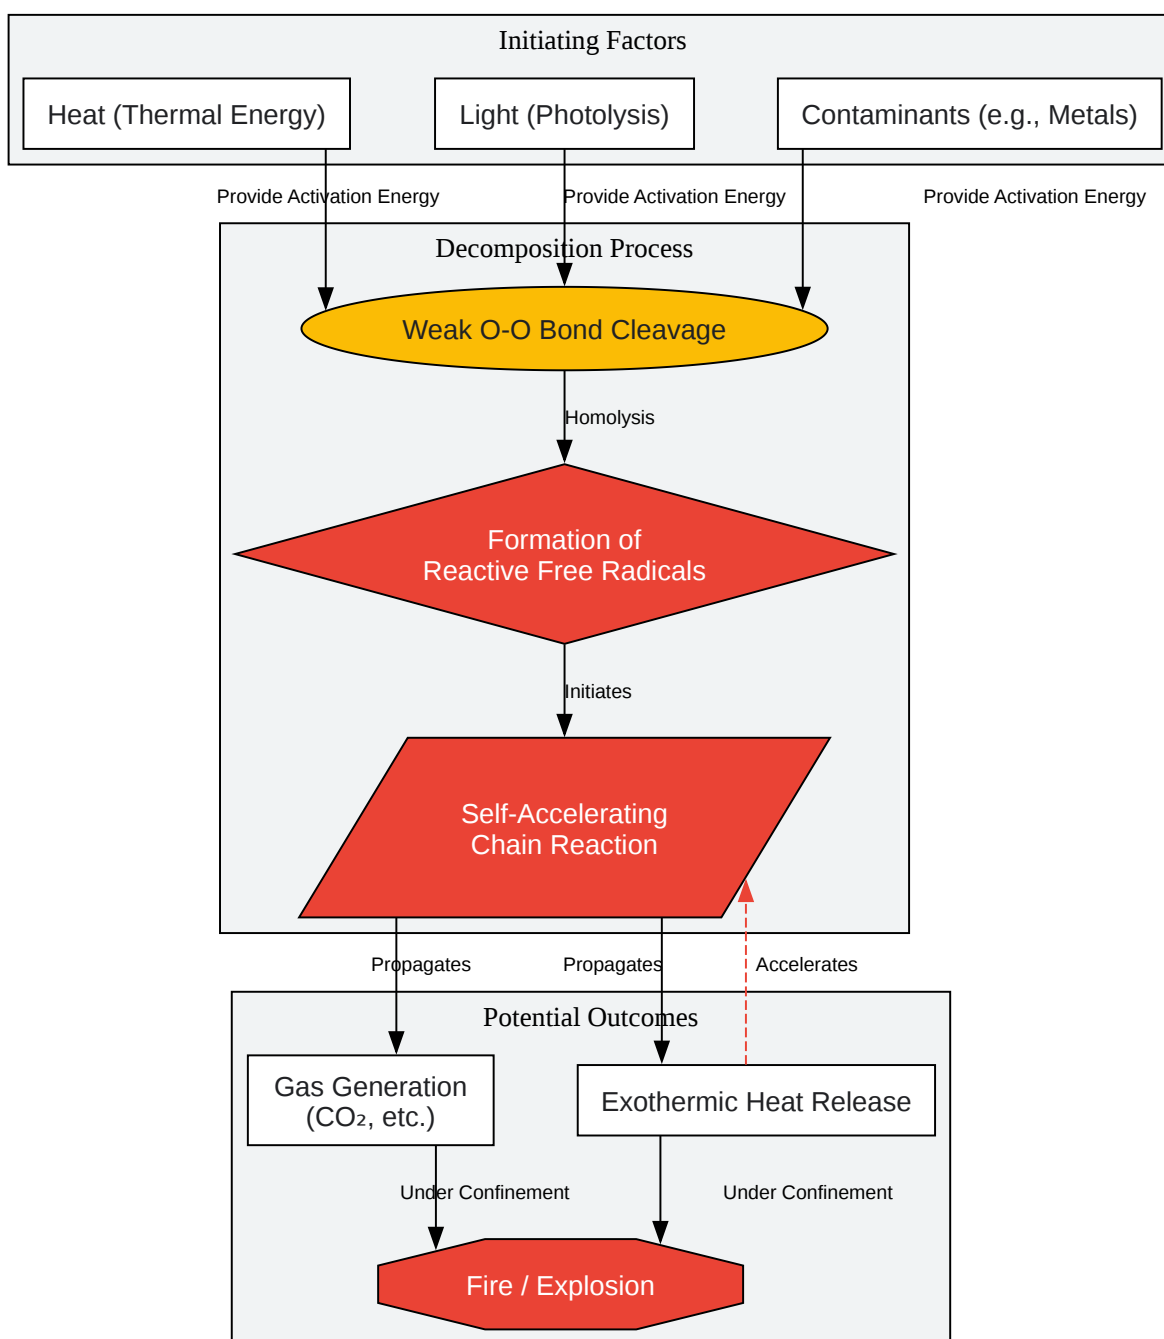 Initiating Factors
Heat (Thermal Energy)
Light (Photolysis)
Contaminants (e.g., Metals)
Provide Activation Energy
Provide Activation Energy
Provide Activation Energy
Decomposition Process
Weak O-O Bond Cleavage
Homolysis
Formation of
Reactive Free Radicals
Initiates
Self-Accelerating
Chain Reaction
Propagates
Propagates
Accelerates
Potential Outcomes
Gas Generation
(CO₂, etc.)
Exothermic Heat Release
Under Confinement
Under Confinement
Fire / Explosion